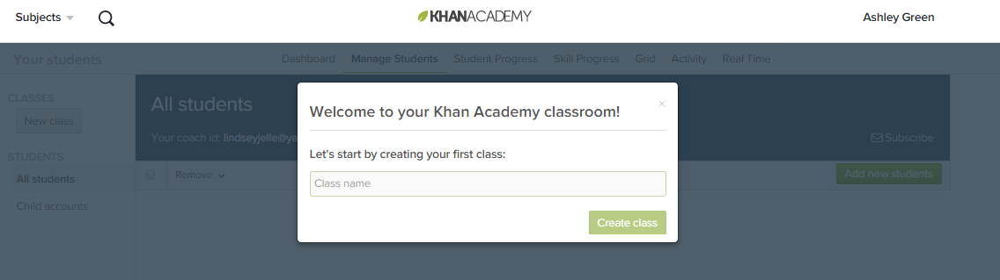 Subjects
KHANACADEMY
Ashley Green
Your students
Dashboard Manage Students Student Progress Skill Progress Grid Activity Real Time
CLASSES
New class
STUDENTS
All students
Child accounts
All students
Your coach id: lindseyjelle@ya
Subscribe
Remove
Add new students
Welcome to your Khan Academy classroom!
×
Let's start by creating your first class:
Class name
Create class